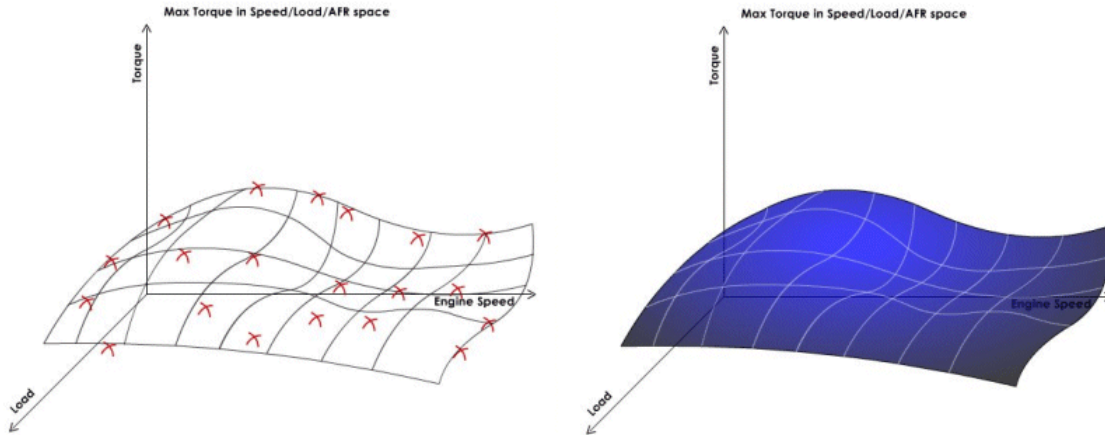 Max Torque in Speed/Load/AFR space
Torque
Engine Speed
Load
Max Torque in Speed/Load/AFR space
Torque
Engine Speed
Load